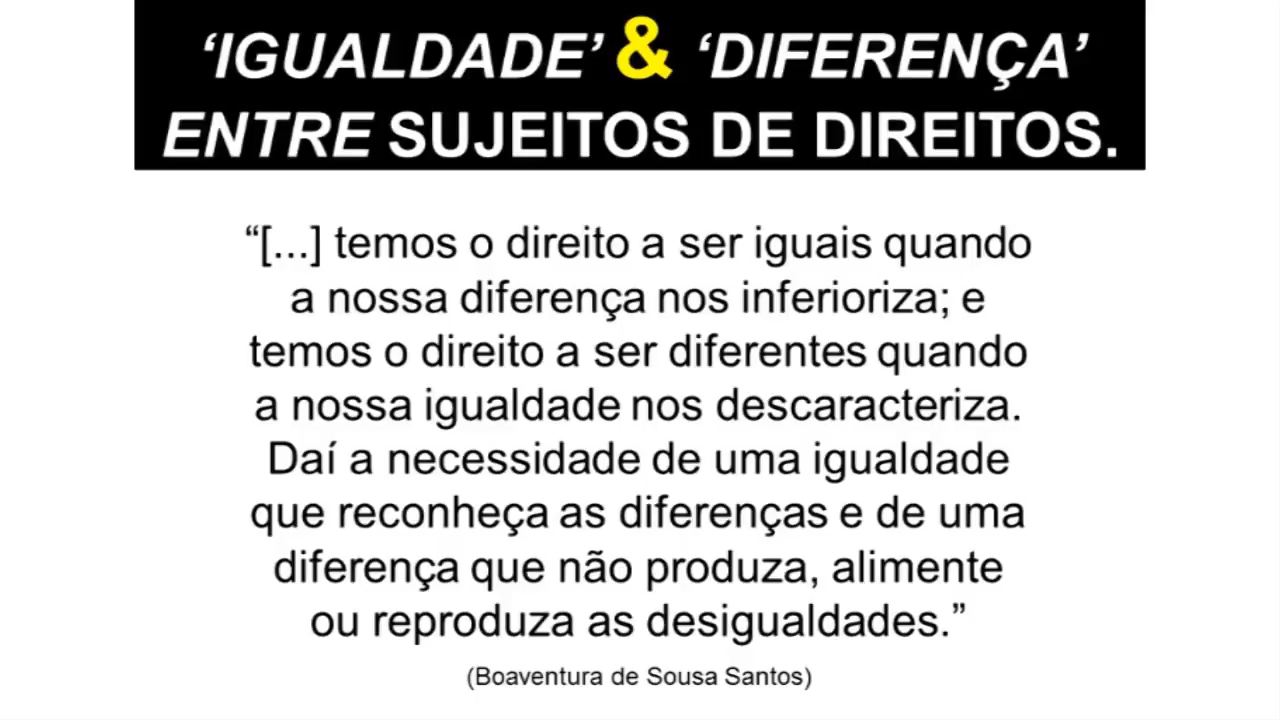 ‘IGUALDADE’ & ‘DIFERENÇA’
ENTRE SUJEITOS DE DIREITOS.
“[...] temos o direito a ser iguais quando
a nossa diferença nos inferioriza; e
temos o direito a ser diferentes quando
a nossa igualdade nos descaracteriza.
Daí a necessidade de uma igualdade
que reconheça as diferenças e de uma
diferença que não produza, alimente
ou reproduza as desigualdades.”
(Boaventura de Sousa Santos)